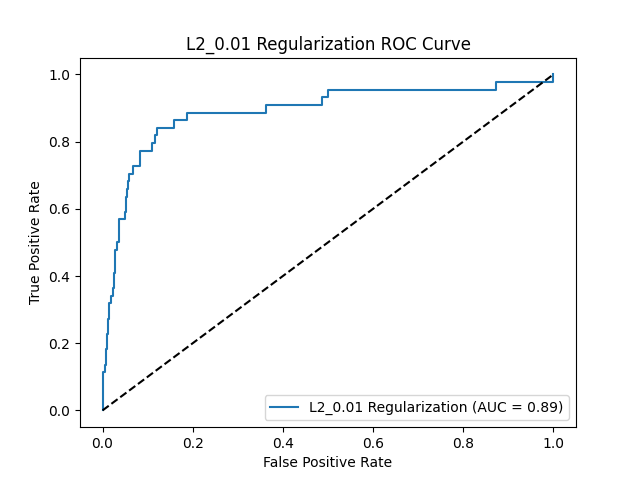 L2_0.01 Regularization ROC Curve
1.0
0.8
0.6
0.4
0.2
0.0
True Positive Rate
L2_0.01 Regularization (AUC = 0.89)
0.0 0.2 0.4 0.6 0.8 1.0
False Positive Rate